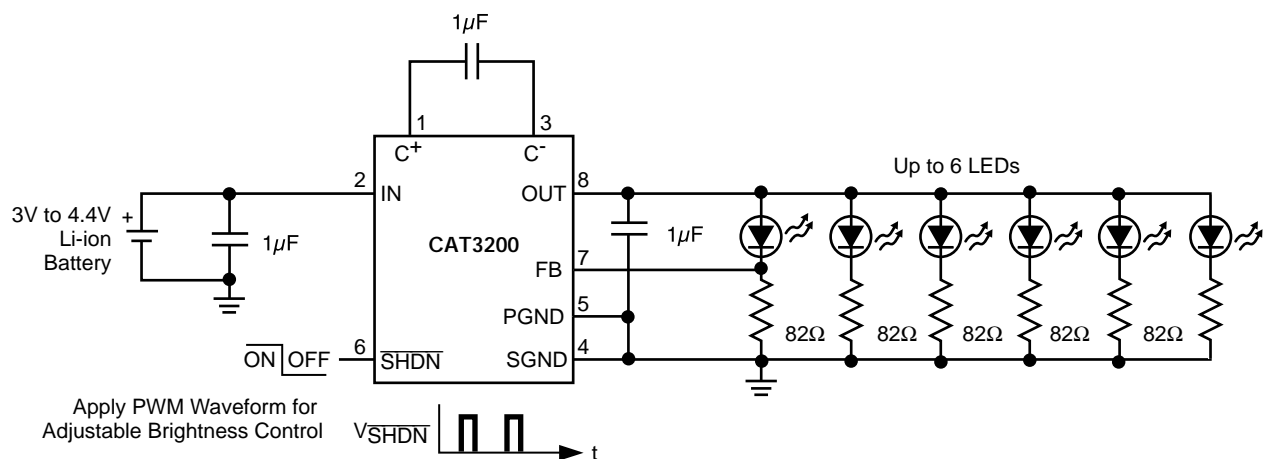 1µF
1
3
C+
C-
2
IN
OUT
8
Up to 6 LEDs
3V to 4.4V
Li-ion
Battery
+
1µF
CAT3200
1µF
FB
7
PGND
5
82Ω 82Ω 82Ω 82Ω 82Ω
ON OFF
6
SHDN
SGND
4
Apply PWM Waveform for
Adjustable Brightness Control
VSHDN
t